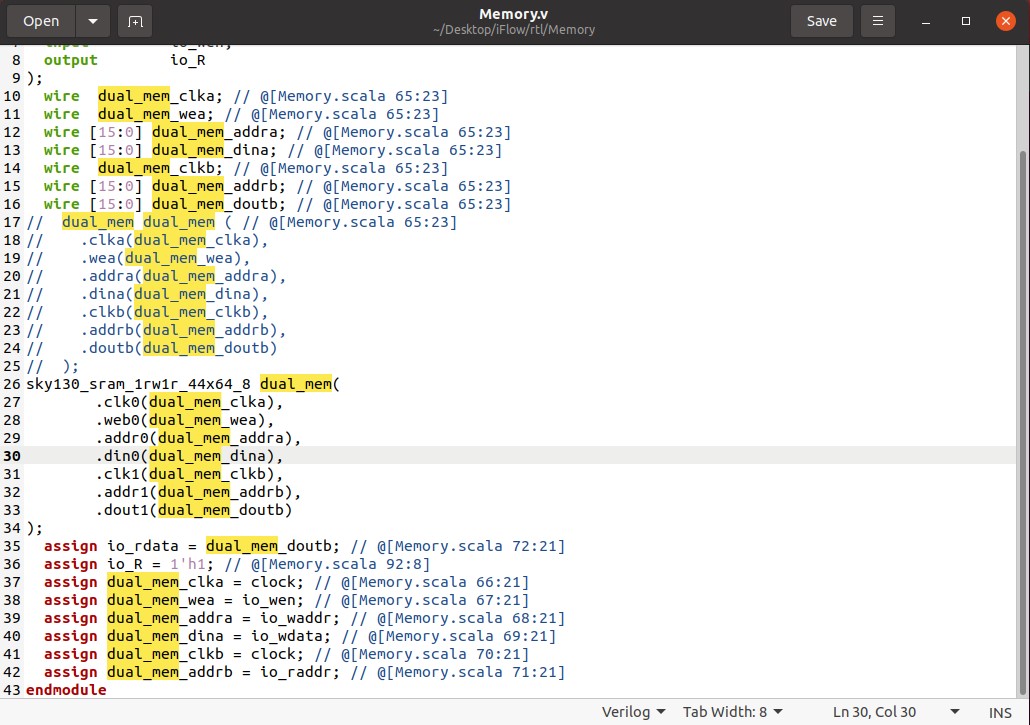 Open
Memory.v
~/Desktop/iFlow/rtl/Memory
Save
8 output io_R
9 );
10 wire dual_mem_clka; // @[Memory.scala 65:23]
11 wire dual_mem_wea; // @[Memory.scala 65:23]
12 wire [15:0] dual_mem_addra; // @[Memory.scala 65:23]
13 wire [15:0] dual_mem_dina; // @[Memory.scala 65:23]
14 wire dual_mem_clkb; // @[Memory.scala 65:23]
15 wire [15:0] dual_mem_addrb; // @[Memory.scala 65:23]
16 wire [15:0] dual_mem_doutb; // @[Memory.scala 65:23]
17 // dual_mem dual_mem ( // @[Memory.scala 65:23]
18 // .clka(dual_mem_clka),
19 // .wea(dual_mem_wea),
20 // .addra(dual_mem_addra),
21 // .dina(dual_mem_dina),
22 // .clkb(dual_mem_clkb),
23 // .addrb(dual_mem_addrb),
24 // .doutb(dual_mem_doutb)
25 // );
26 sky130_sram_1rw1r_44x64_8 dual_mem(
27 .clk0(dual_mem_clka),
28 .web0(dual_mem_wea),
29 .addr0(dual_mem_addra),
30 .din0(dual_mem_dina),
31 .clk1(dual_mem_clkb),
32 .addr1(dual_mem_addrb),
33 .dout1(dual_mem_doutb)
34 );
35 assign io_rdata = dual_mem_doutb; // @[Memory.scala 72:21]
36 assign io_R = 1'h1; // @[Memory.scala 92:8]
37 assign dual_mem_clka = clock; // @[Memory.scala 66:21]
38 assign dual_mem_wea = io_wen; // @[Memory.scala 67:21]
39 assign dual_mem_addra = io_waddr; // @[Memory.scala 68:21]
40 assign dual_mem_dina = io_wdata; // @[Memory.scala 69:21]
41 assign dual_mem_clkb = clock; // @[Memory.scala 70:21]
42 assign dual_mem_addrb = io_raddr; // @[Memory.scala 71:21]
43 endmodule
Verilog Tab Width: 8 Ln 30, Col 30 INS